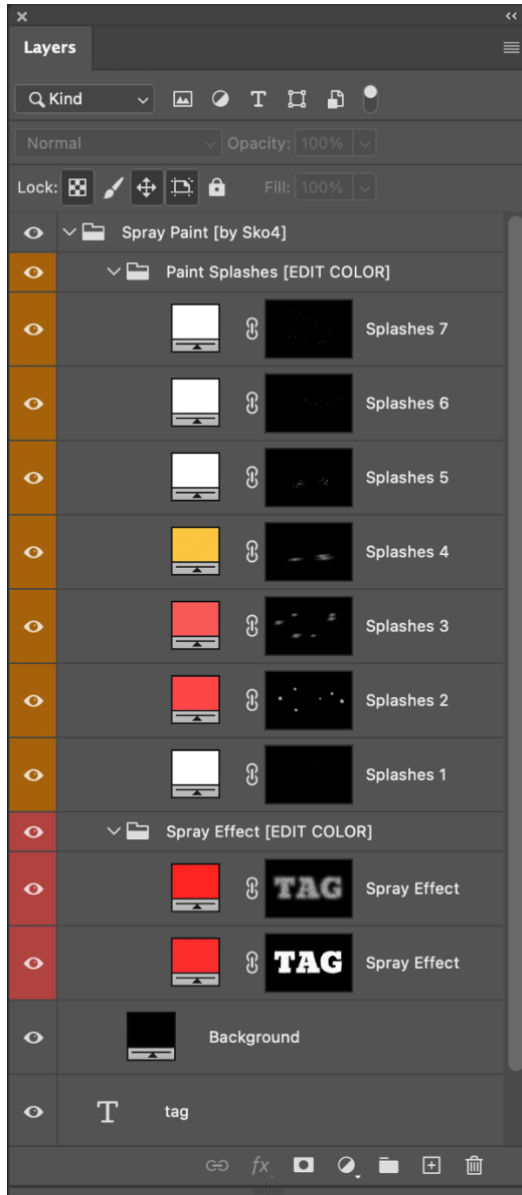 Layers
Kind
Normal
Opacity: 100%
Lock:
Fill: 100%
Spray Paint [by Sko4]
Paint Splashes [EDIT COLOR]
Splashes 7
Splashes 6
Splashes 5
Splashes 4
Splashes 3
Splashes 2
Splashes 1
Spray Effect [EDIT COLOR]
TAG Spray Effect
TAG Spray Effect
Background
T tag
fx